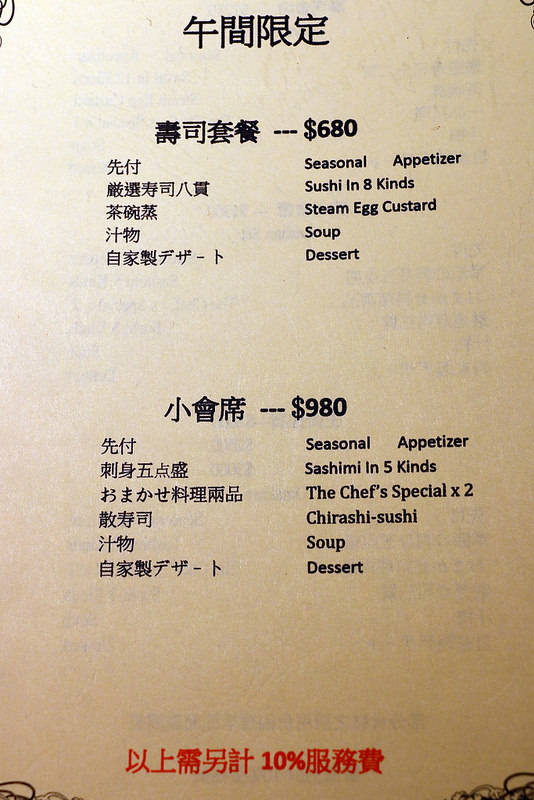 午間限定
壽司套餐 --- $680
先付 Seasonal Appetizer
厳選寿司八貫 Sushi In 8 Kinds
茶碗蒸 Steam Egg Custard
汁物 Soup
自家製デザ－ト Dessert
小會席 --- $980
先付 Seasonal Appetizer
刺身五点盛 Sashimi In 5 Kinds
おまかせ料理兩品 The Chef's Special x 2
散寿司 Chirashi-sushi
汁物 Soup
自家製デザ－ト Dessert
以上需另計 10%服務費